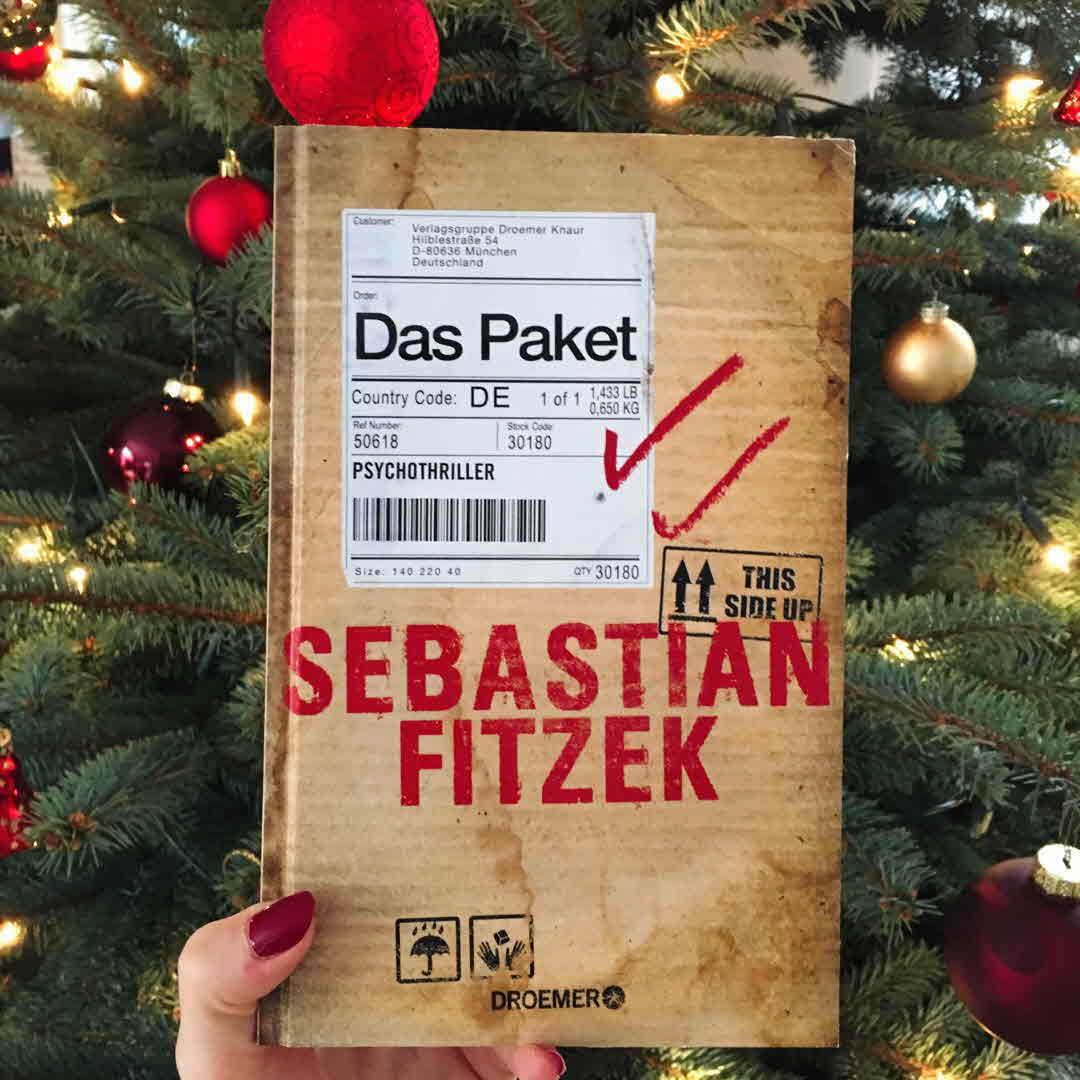 Customer:
Verlagsgruppe Droemer Knaur
Hilblestraße 54
D-80636 München
Deutschland
Order:
Das Paket
Country Code: DE 1 of 1 1,433 LB
0,650 KG
Ref Number: Stock Code:
50618 30180
PSYCHOTHRILLER
Size: 140 220 40 QTY 30180
THIS
SIDE UP
SEBASTIAN
FITZEK
DROEMER